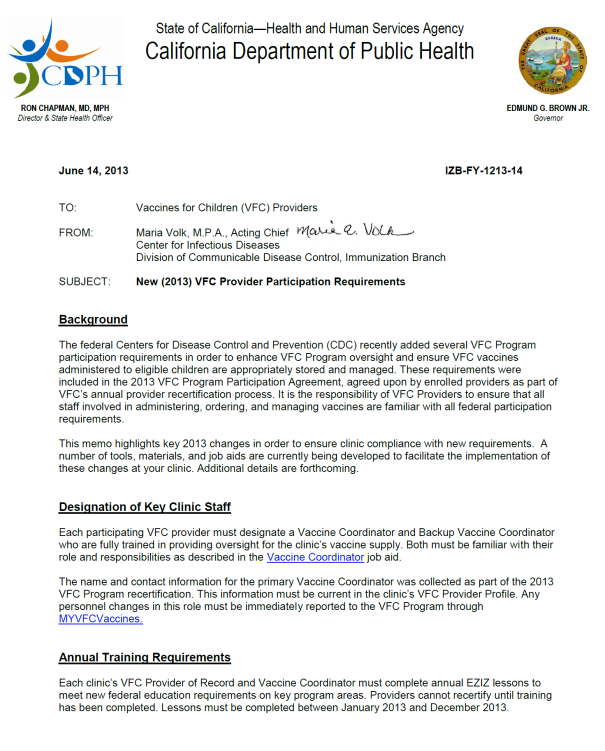 State of California—Health and Human Services Agency
California Department of Public Health
CDPH
RON CHAPMAN, MD, MPH
Director & State Health Officer
EDMUND G. BROWN JR.
Governor
June 14, 2013 IZB-FY-1213-14
TO: Vaccines for Children (VFC) Providers
FROM: Maria Volk, M.P.A., Acting Chief Maria E. Volk
Center for Infectious Diseases
Division of Communicable Disease Control, Immunization Branch
SUBJECT: New (2013) VFC Provider Participation Requirements
Background
The federal Centers for Disease Control and Prevention (CDC) recently added several VFC Program
participation requirements in order to enhance VFC Program oversight and ensure VFC vaccines
administered to eligible children are appropriately stored and managed. These requirements were
included in the 2013 VFC Program Participation Agreement, agreed upon by enrolled providers as part of
VFC's annual provider recertification process. It is the responsibility of VFC Providers to ensure that all
staff involved in administering, ordering, and managing vaccines are familiar with all federal participation
requirements.
This memo highlights key 2013 changes in order to ensure clinic compliance with new requirements. A
number of tools, materials, and job aids are currently being developed to facilitate the implementation of
these changes at your clinic. Additional details are forthcoming.
Designation of Key Clinic Staff
Each participating VFC provider must designate a Vaccine Coordinator and Backup Vaccine Coordinator
who are fully trained in providing oversight for the clinic's vaccine supply. Both must be familiar with their
role and responsibilities as described in the Vaccine Coordinator job aid.
The name and contact information for the primary Vaccine Coordinator was collected as part of the 2013
VFC Program recertification. This information must be current in the clinic's VFC Provider Profile. Any
personnel changes in this role must be immediately reported to the VFC Program through
MYVFCVaccines.
Annual Training Requirements
Each clinic's VFC Provider of Record and Vaccine Coordinator must complete annual EZIZ lessons to
meet new federal education requirements on key program areas. Providers cannot recertify until training
has been completed. Lessons must be completed between January 2013 and December 2013.